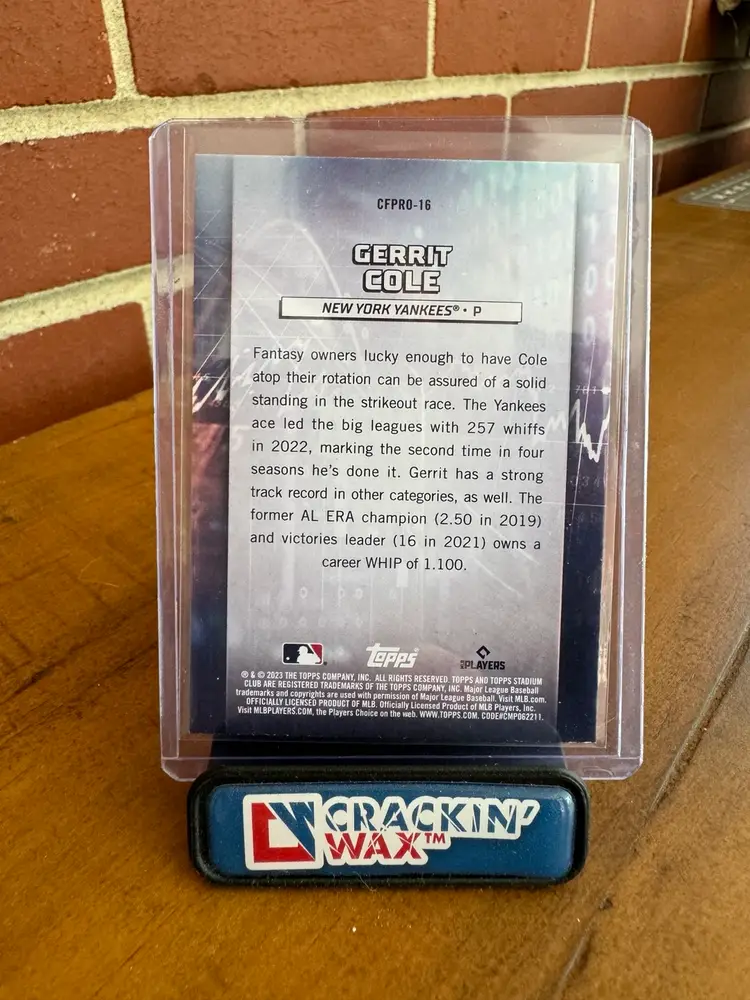 CFPRO-16
GERRIT
COLE
NEW YORK YANKEES® • P
Fantasy owners lucky enough to have Cole
atop their rotation can be assured of a solid
standing in the strikeout race. The Yankees
ace led the big leagues with 257 whiffs
in 2022, marking the second time in four
seasons he's done it. Gerrit has a strong
track record in other categories, as well. The
former AL ERA champion (2.50 in 2019)
and victories leader (16 in 2021) owns a
career WHIP of 1.100.
topps PLAYERS
® & © 2023 THE TOPPS COMPANY, INC. ALL RIGHTS RESERVED. TOPPS AND TOPPS STADIUM
CLUB ARE REGISTERED TRADEMARKS OF THE TOPPS COMPANY, INC. Major League Baseball
trademarks and copyrights are used with permission of Major League Baseball. Visit MLB.com.
OFFICIALLY LICENSED PRODUCT OF MLB. Officially Licensed Product of MLB Players, Inc.
Visit MLBPLAYERS.COM, the Players Choice on the web. WWW.TOPPS.COM. CODE#CMP062211.
CRACKIN'
WAX™